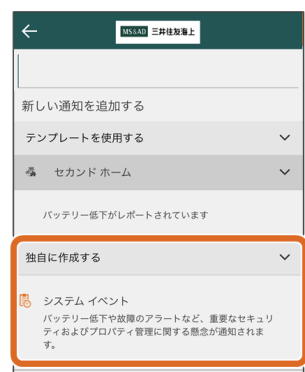 MS&AD 三井住友海上
新しい通知を追加する
テンプレートを使用する
セカンド ホーム
バッテリー低下がレポートされています
独自に作成する
システム イベント
バッテリー低下や故障のアラートなど、重要なセキュリ
ティおよびプロパティ管理に関する懸念が通知されま
す。